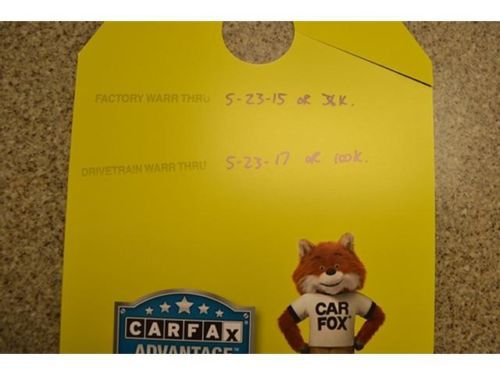 FACTORY WARR THRU 5-23-15 OR 36K.
DRIVETRAIN WARR THRU 5-23-17 OR 100K.
CARFAX
ADVANTAGE
CAR
FOX